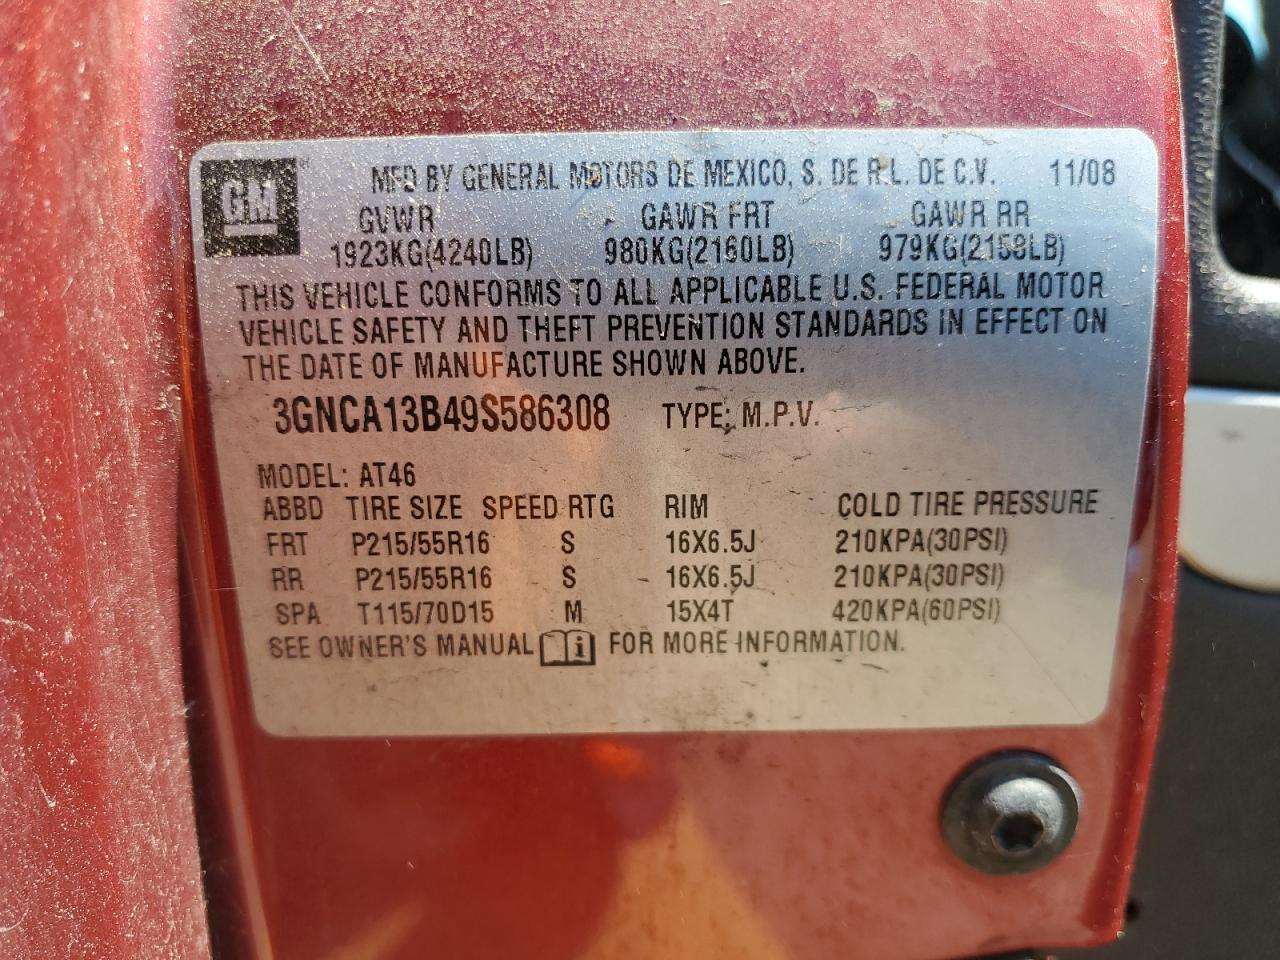 GM
MFD BY GENERAL MOTORS DE MEXICO, S. DE R.L. DE C.V. 11/08
GVWR GAWR FRT GAWR RR
1923KG(4240LB) 980KG(2160LB) 979KG(2158LB)
THIS VEHICLE CONFORMS TO ALL APPLICABLE U.S. FEDERAL MOTOR
VEHICLE SAFETY AND THEFT PREVENTION STANDARDS IN EFFECT ON
THE DATE OF MANUFACTURE SHOWN ABOVE.
3GNCA13B49S586308 TYPE: M.P.V.
MODEL: AT46
ABBD TIRE SIZE SPEED RTG RIM COLD TIRE PRESSURE
FRT P215/55R16 S 16X6.5J 210KPA(30PSI)
RR P215/55R16 S 16X6.5J 210KPA(30PSI)
SPA T115/70D15 M 15X4T 420KPA(60PSI)
SEE OWNER'S MANUAL i FOR MORE INFORMATION.